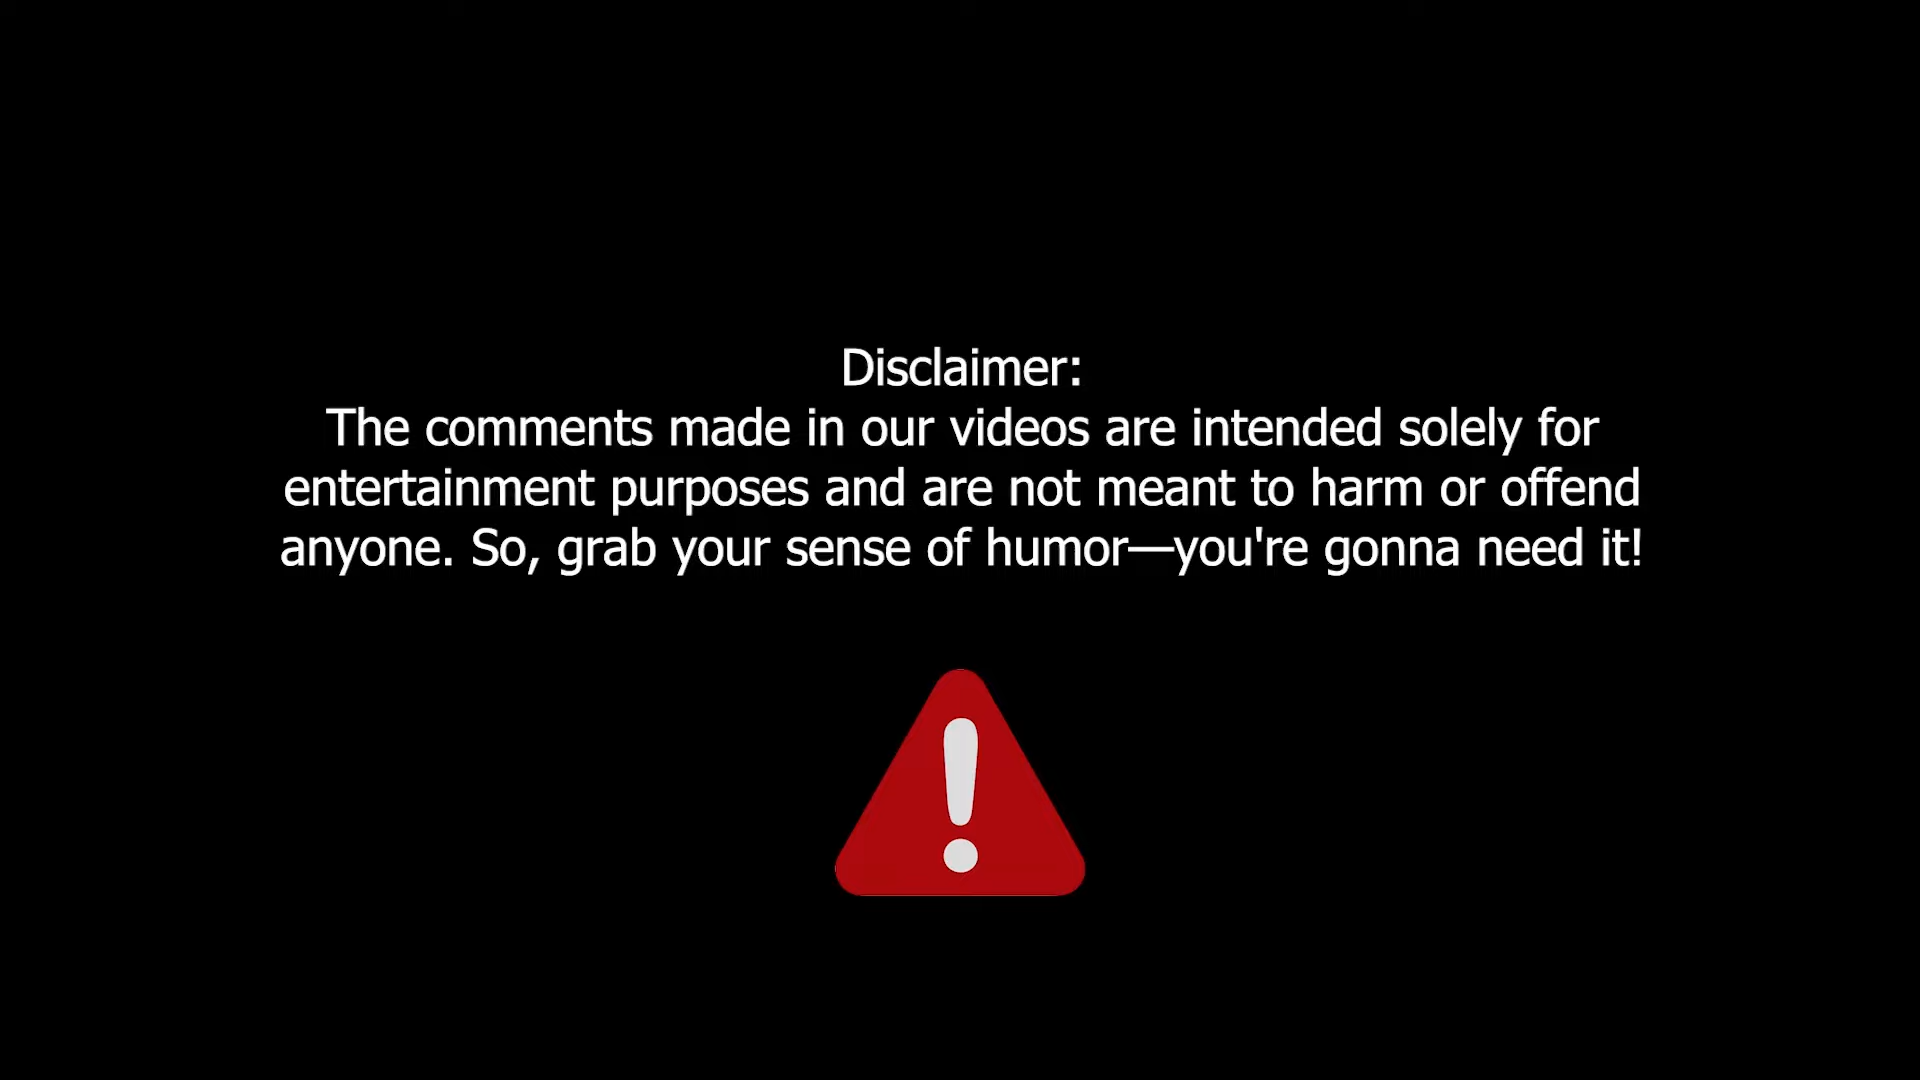 Disclaimer:
The comments made in our videos are intended solely for
entertainment purposes and are not meant to harm or offend
anyone. So, grab your sense of humor—you're gonna need it!